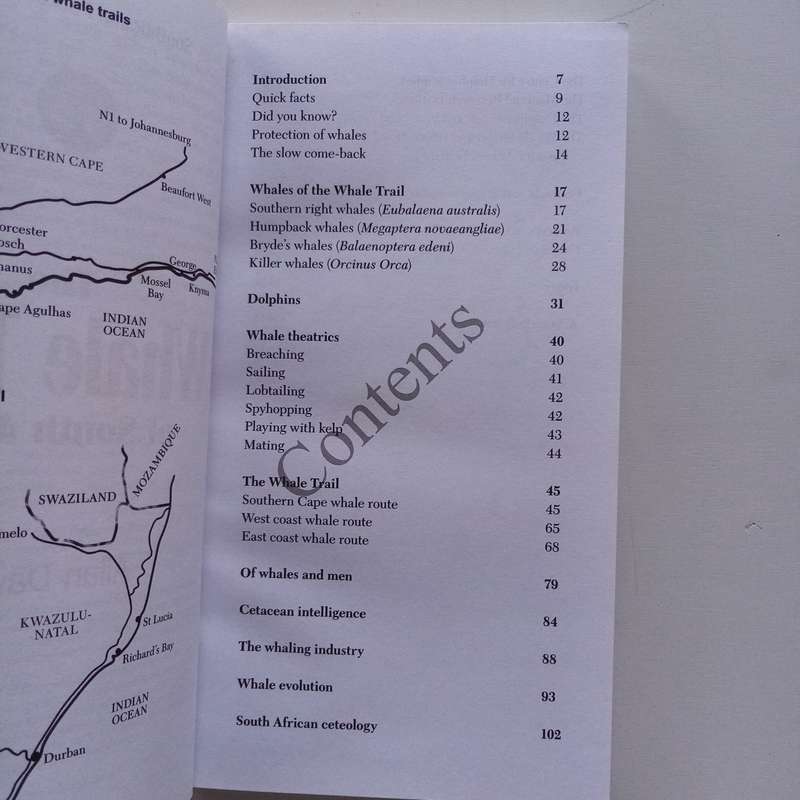 whale trails
N1 to Johannesburg
WESTERN CAPE
Beaufort West
George
Mossel
Bay
Knysna
Cape Agulhas
INDIAN
OCEAN
SWAZILAND
MOZAMBIQUE
KWAZULU-
NATAL
St Lucia
Richard's Bay
INDIAN
OCEAN
Durban
Contents
Introduction 7
Quick facts 9
Did you know? 12
Protection of whales 12
The slow come-back 14
Whales of the Whale Trail 17
Southern right whales (Eubalaena australis) 17
Humpback whales (Megaptera novaeangliae) 21
Bryde's whales (Balaenoptera edeni) 24
Killer whales (Orcinus Orca) 28
Dolphins 31
Whale theatrics 40
Breaching 40
Sailing 41
Lobtailing 42
Spyhopping 42
Playing with kelp 43
Mating 44
The Whale Trail 45
Southern Cape whale route 45
West coast whale route 65
East coast whale route 68
Of whales and men 79
Cetacean intelligence 84
The whaling industry 88
Whale evolution 93
South African ceteology 102